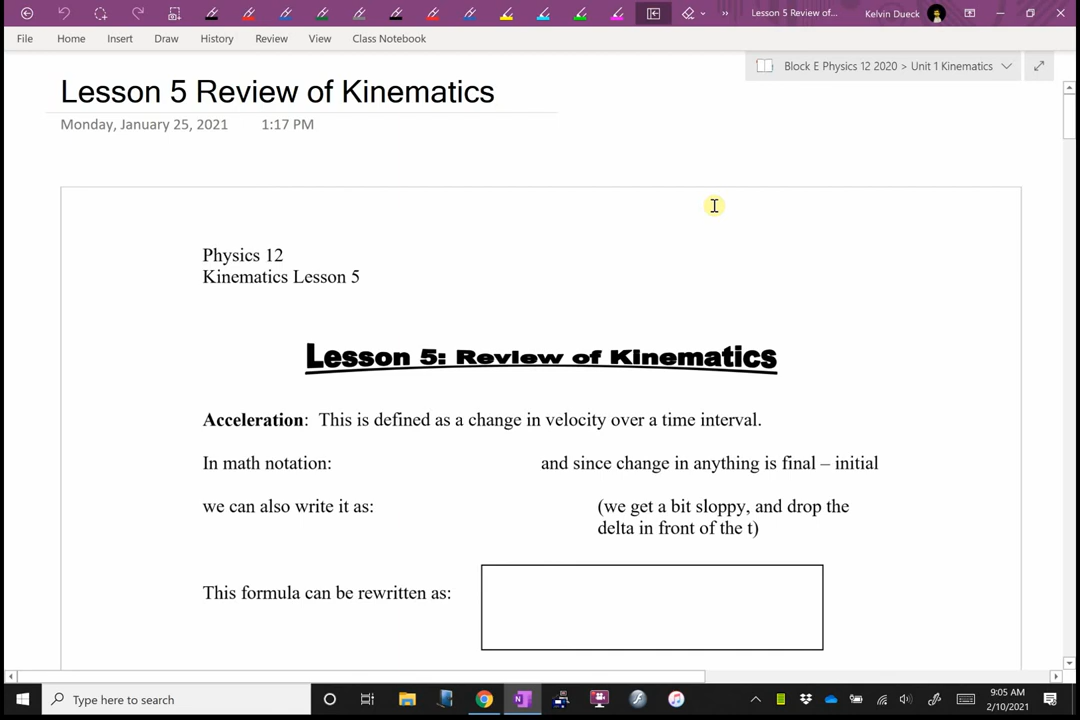 Lesson 5 Review of...
Kelvin Dueck
File Home Insert Draw History Review View Class Notebook
Block E Physics 12 2020 > Unit 1 Kinematics
Lesson 5 Review of Kinematics
Monday, January 25, 2021 1:17 PM
Physics 12
Kinematics Lesson 5
Lesson 5: Review of Kinematics
Acceleration: This is defined as a change in velocity over a time interval.
In math notation: and since change in anything is final – initial
we can also write it as: (we get a bit sloppy, and drop the
delta in front of the t)
This formula can be rewritten as:
Type here to search
9:05 AM
2/10/2021